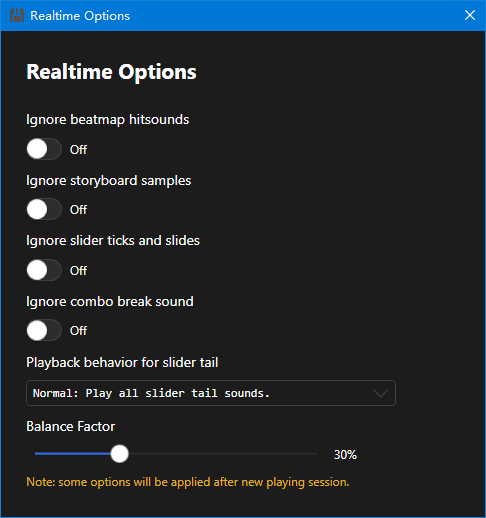 Realtime Options
Realtime Options
Ignore beatmap hitsounds
Off
Ignore storyboard samples
Off
Ignore slider ticks and slides
Off
Ignore combo break sound
Off
Playback behavior for slider tail
Normal: Play all slider tail sounds.
Balance Factor
30%
Note: some options will be applied after new playing session.